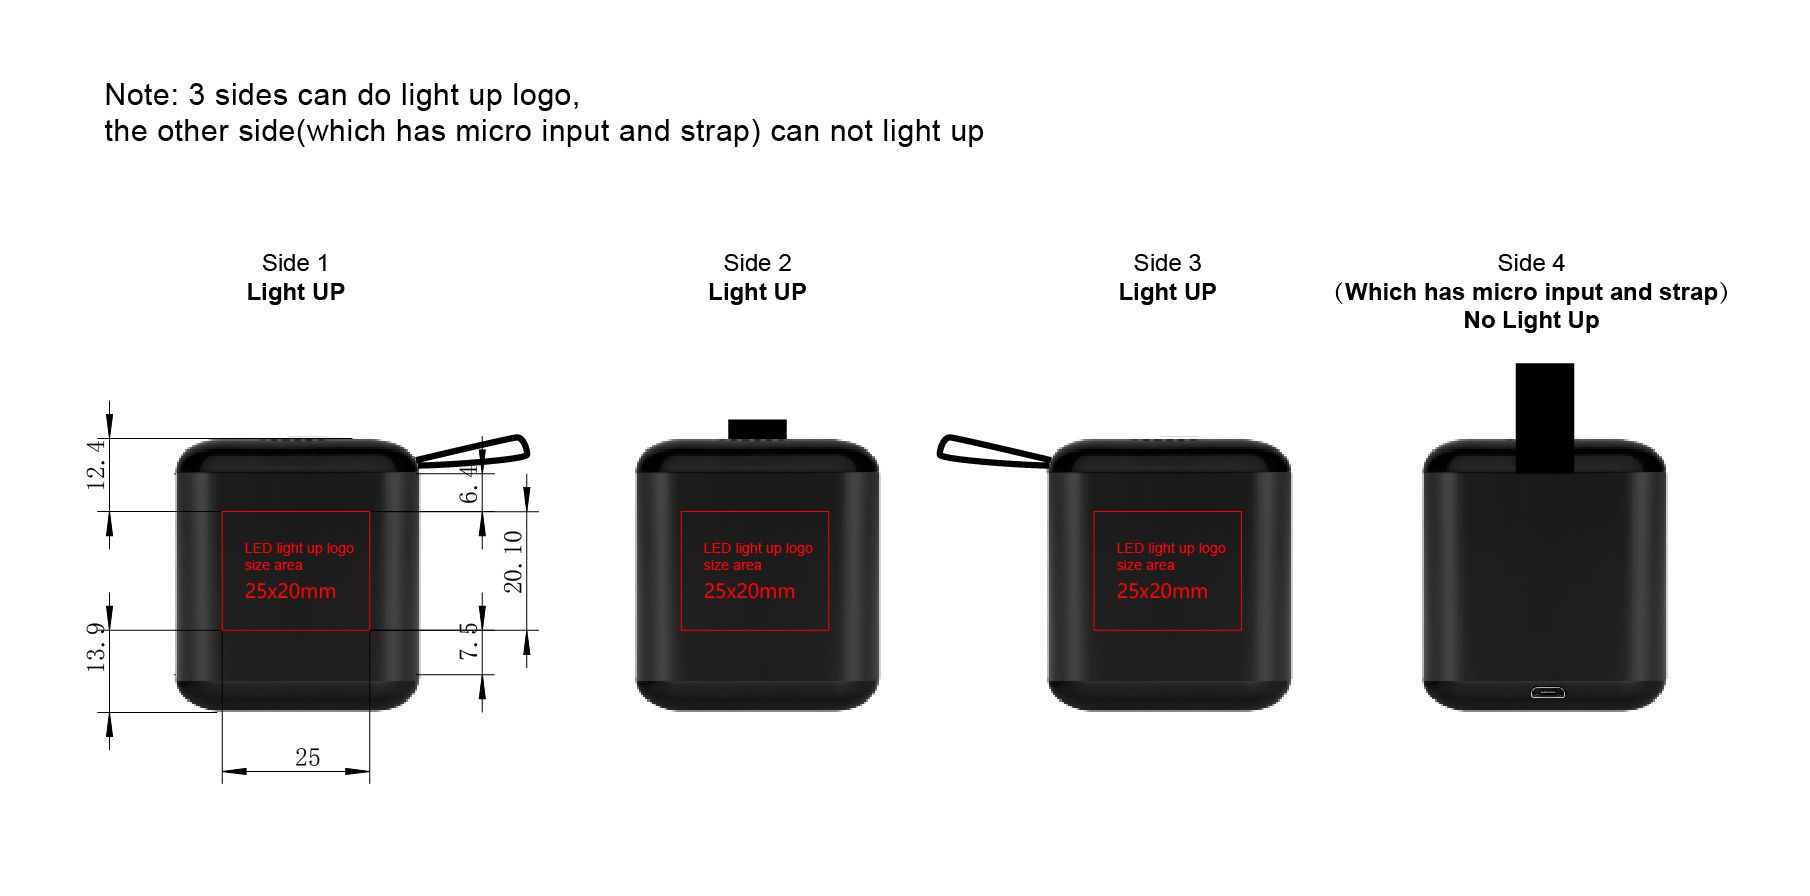 Note: 3 sides can do light up logo,
the other side(which has micro input and strap) can not light up
Side 1
Light UP
Side 2
Light UP
Side 3
Light UP
Side 4
（Which has micro input and strap）
No Light Up
12.4
6.4
20.10
13.9
7.5
25
LED light up logo
size area
25x20mm
LED light up logo
size area
25x20mm
LED light up logo
size area
25x20mm